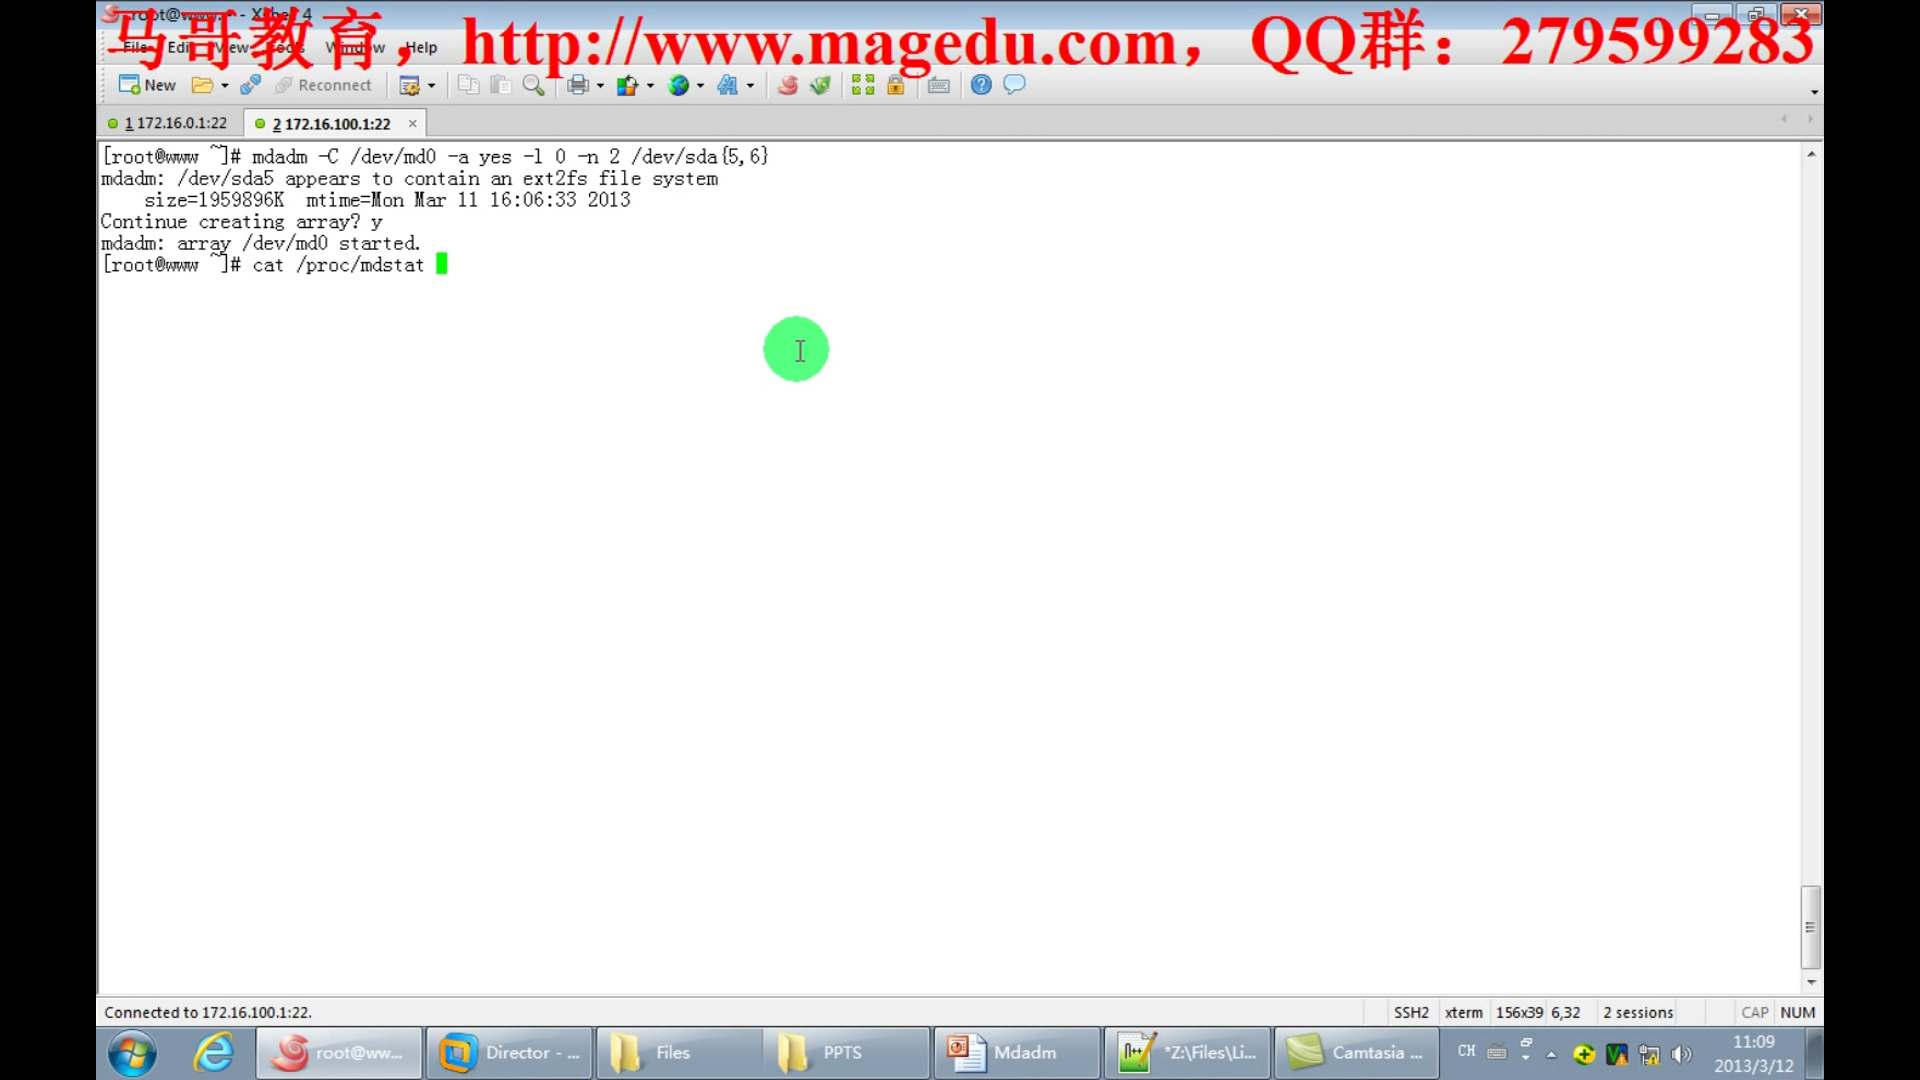 root@www:~ - Xshell 4
马哥教育，http://www.magedu.com，QQ群：279599283
File Edit View Tools Window Help
New Reconnect
1 172.16.0.1:22 2 172.16.100.1:22
[root@www ~]# mdadm -C /dev/md0 -a yes -l 0 -n 2 /dev/sda{5,6}
mdadm: /dev/sda5 appears to contain an ext2fs file system
size=1959896K mtime=Mon Mar 11 16:06:33 2013
Continue creating array? y
mdadm: array /dev/md0 started.
[root@www ~]# cat /proc/mdstat
Connected to 172.16.100.1:22. SSH2 xterm 156x39 6,32 2 sessions CAP NUM
root@ww... Director - ... Files PPTS Mdadm *Z:\Files\Li... Camtasia ... CH 11:09
2013/3/12